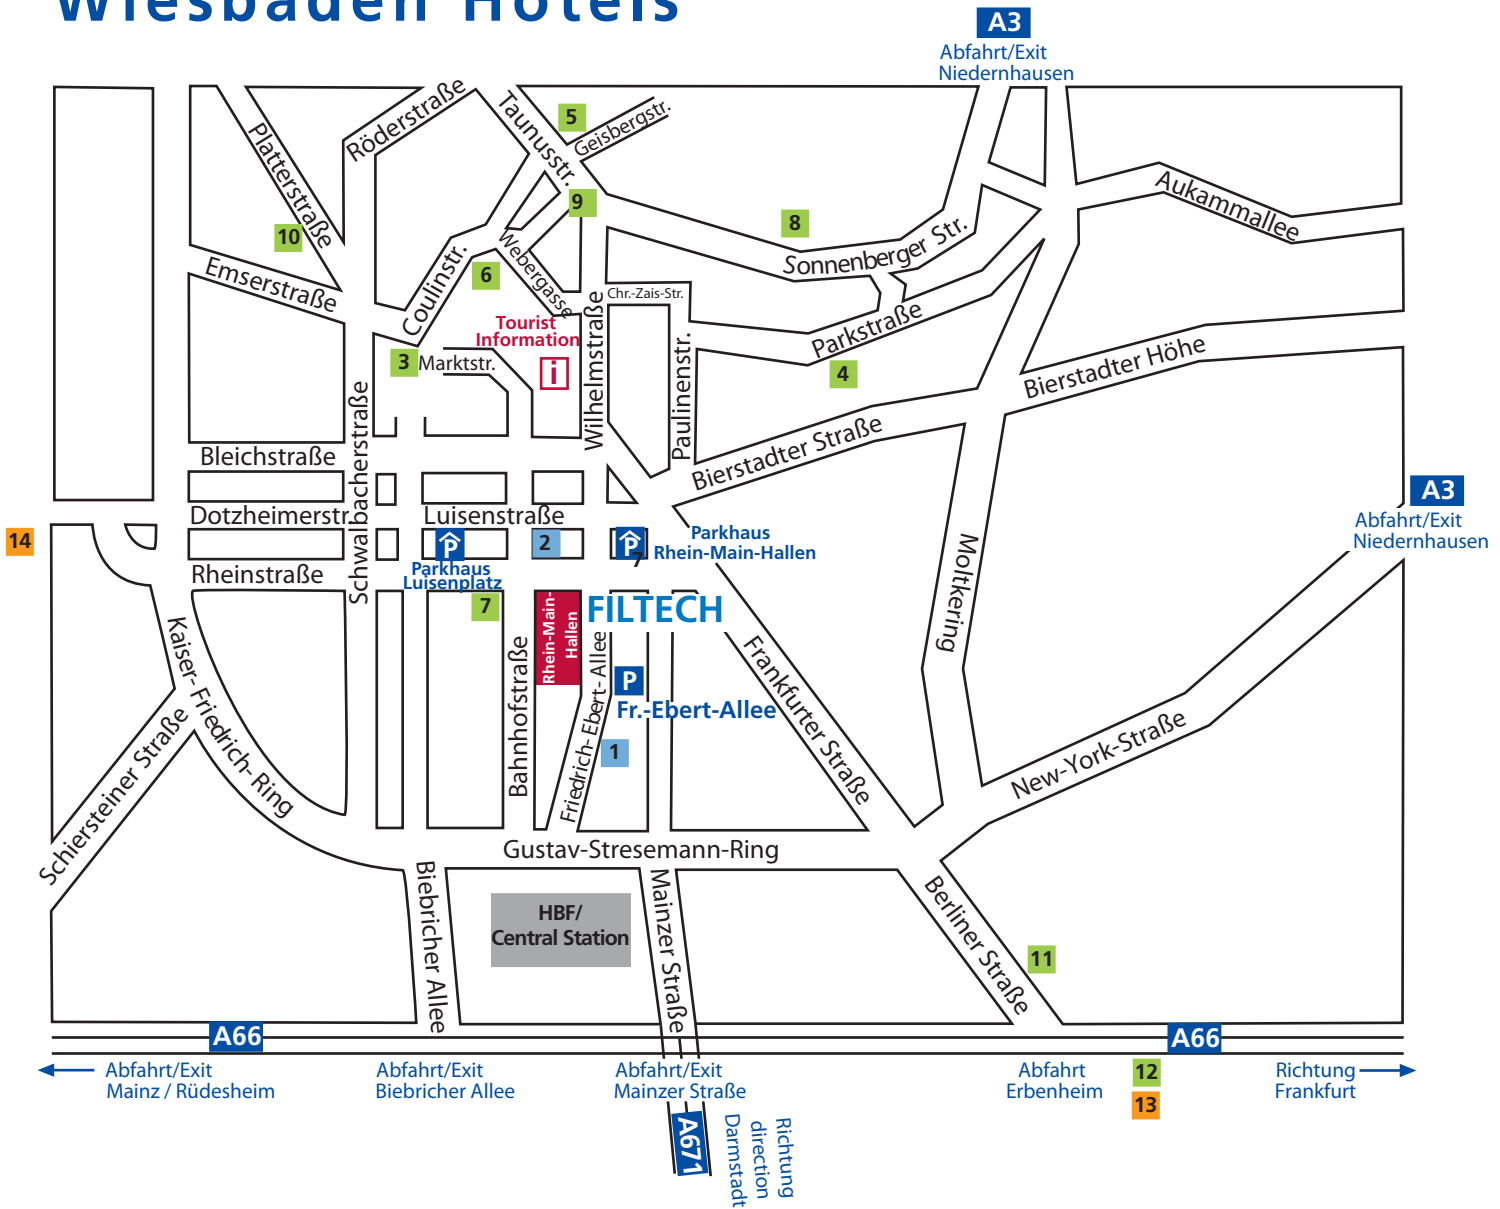 Wiesbaden Hotels
A3
Abfahrt/Exit
Niedernhausen
Röderstraße
Taunusstr.
5
Geisbergstr.
Platterstraße
Aukammallee
9
8
10
Sonnenberger Str.
Emserstraße
Coulinstr.
6
Webergasse
Chr.-Zais-Str.
Tourist
Information
i
Wilhelmstraße
Parkstraße
3
Marktstr.
Paulinenstr.
4
Bierstadter Höhe
Schwalbacherstraße
Bleichstraße
Bierstadter Straße
A3
Abfahrt/Exit
Niedernhausen
Dotzheimerstr.
Luisenstraße
14
P
2
P
7
Parkhaus
Rhein-Main-Hallen
Moltkering
Rheinstraße
Parkhaus
Luisenplatz
7
Rhein-Main-
Hallen
FILTECH
Kaiser- Friedrich- Ring
Bahnhofstraße
Friedrich- Ebert- Allee
P
Fr.-Ebert-Allee
Frankfurter Straße
1
Schiersteiner Straße
New-York-Straße
Gustav-Stresemann-Ring
Biebricher Allee
HBF/
Central Station
Mainzer Straße
Berliner Straße
11
A66
A66
Abfahrt/Exit
Mainz / Rüdesheim
Abfahrt/Exit
Biebricher Allee
Abfahrt/Exit
Mainzer Straße
Abfahrt
Erbenheim
12
13
Richtung
Frankfurt
A671
Richtung
direction
Darmstadt